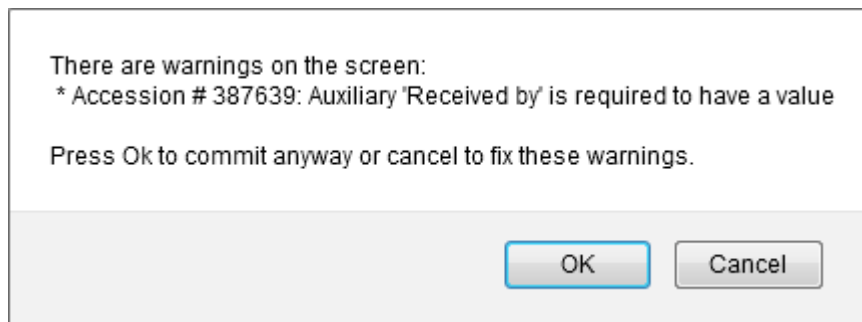 There are warnings on the screen:
* Accession # 387639: Auxiliary 'Received by' is required to have a value
Press Ok to commit anyway or cancel to fix these warnings.
OK
Cancel